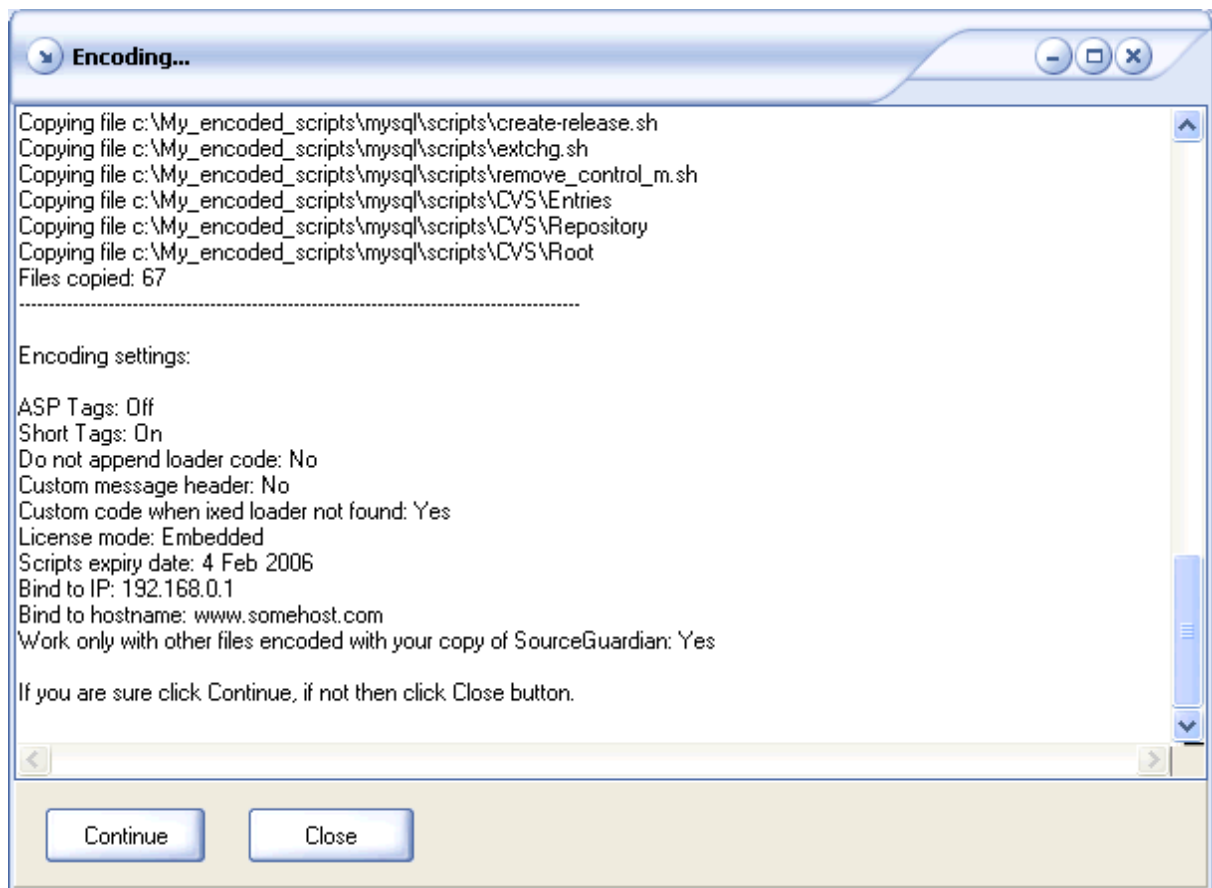 Encoding...
Copying file c:\My_encoded_scripts\mysql\scripts\create-release.sh
Copying file c:\My_encoded_scripts\mysql\scripts\extchg.sh
Copying file c:\My_encoded_scripts\mysql\scripts\remove_control_m.sh
Copying file c:\My_encoded_scripts\mysql\scripts\CVS\Entries
Copying file c:\My_encoded_scripts\mysql\scripts\CVS\Repository
Copying file c:\My_encoded_scripts\mysql\scripts\CVS\Root
Files copied: 67
---------------------------------------------------------------------------------------------
Encoding settings:
ASP Tags: Off
Short Tags: On
Do not append loader code: No
Custom message header: No
Custom code when ixed loader not found: Yes
License mode: Embedded
Scripts expiry date: 4 Feb 2006
Bind to IP: 192.168.0.1
Bind to hostname: www.somehost.com
Work only with other files encoded with your copy of SourceGuardian: Yes
If you are sure click Continue, if not then click Close button.
Continue Close